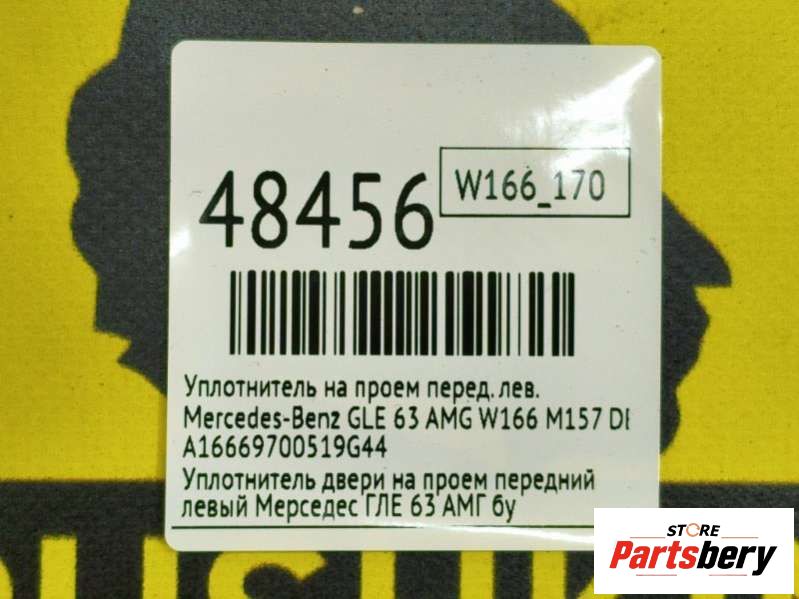 48456
W166_170
Уплотнитель на проем перед. лев.
Mercedes-Benz GLE 63 AMG W166 M157 DE
A16669700519G44
Уплотнитель двери на проем передний
левый Мерседес ГЛЕ 63 АМГ бу
STORE
Partsbery